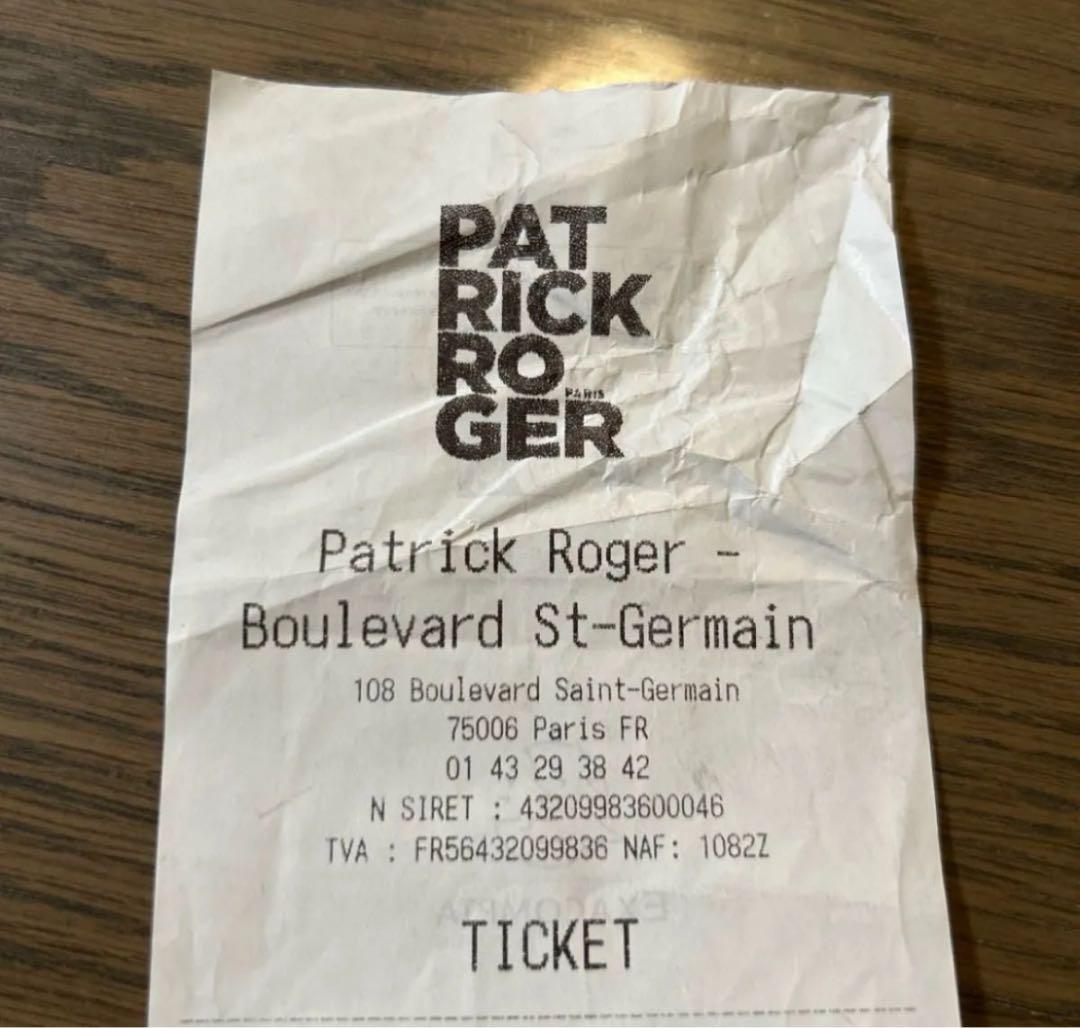 PAT
RICK
RO
PARIS
GER
Patrick Roger -
Boulevard St-Germain
108 Boulevard Saint-Germain
75006 Paris FR
01 43 29 38 42
N SIRET : 43209983600046
TVA : FR56432099836 NAF: 1082Z
EXACOMPTA
TICKET